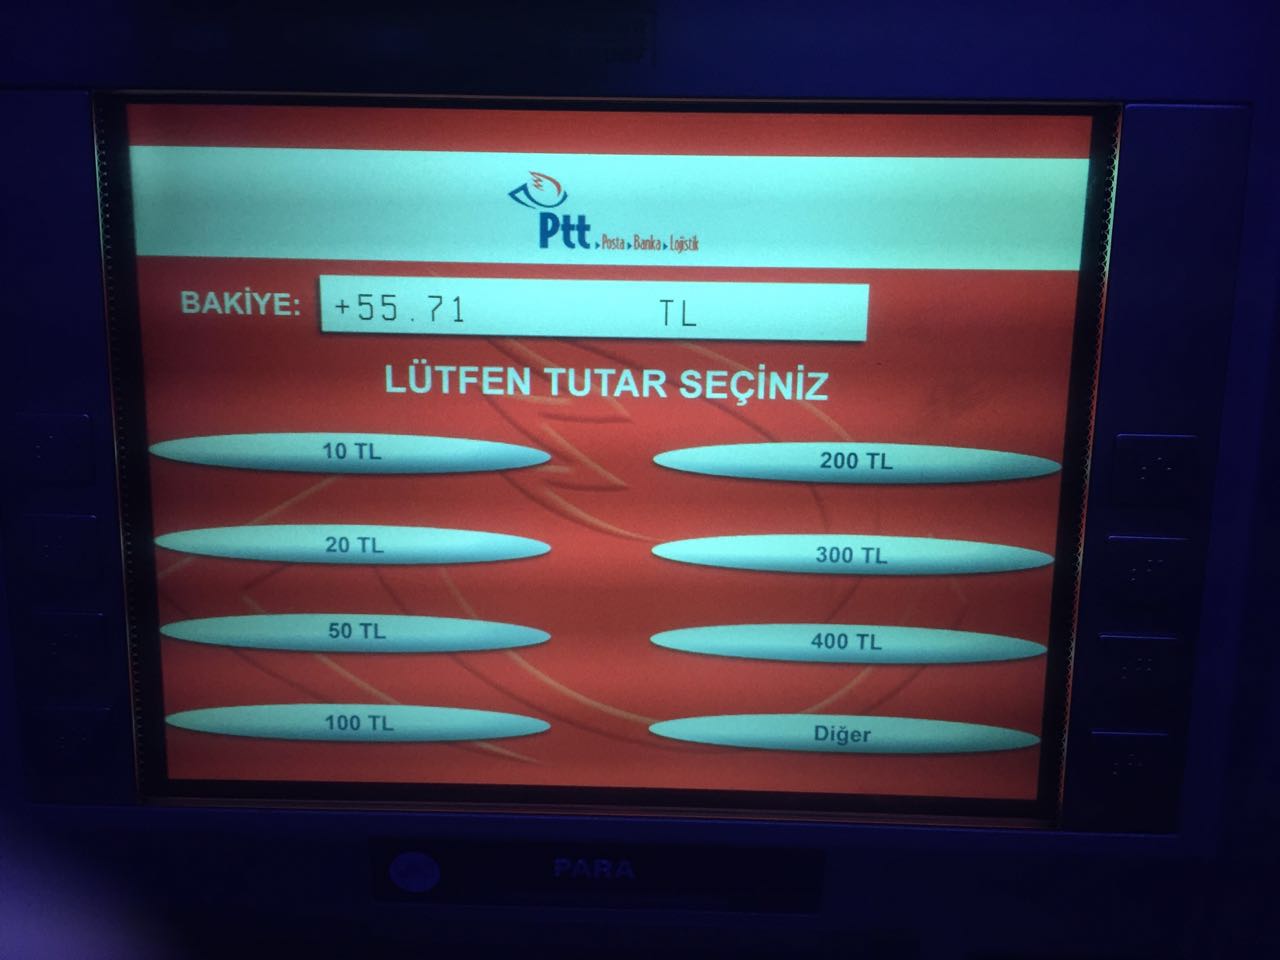 Ptt Posta Banka Lojistik
BAKİYE: +55.71 TL
LÜTFEN TUTAR SEÇİNİZ
10 TL
200 TL
20 TL
300 TL
50 TL
400 TL
100 TL
Diğer
PARA